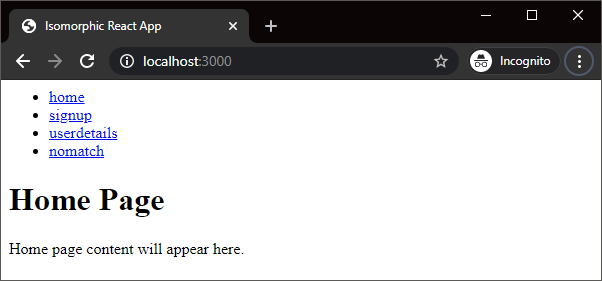 Isomorphic React App
localhost:3000
Incognito
home
signup
userdetails
nomatch
Home Page
Home page content will appear here.